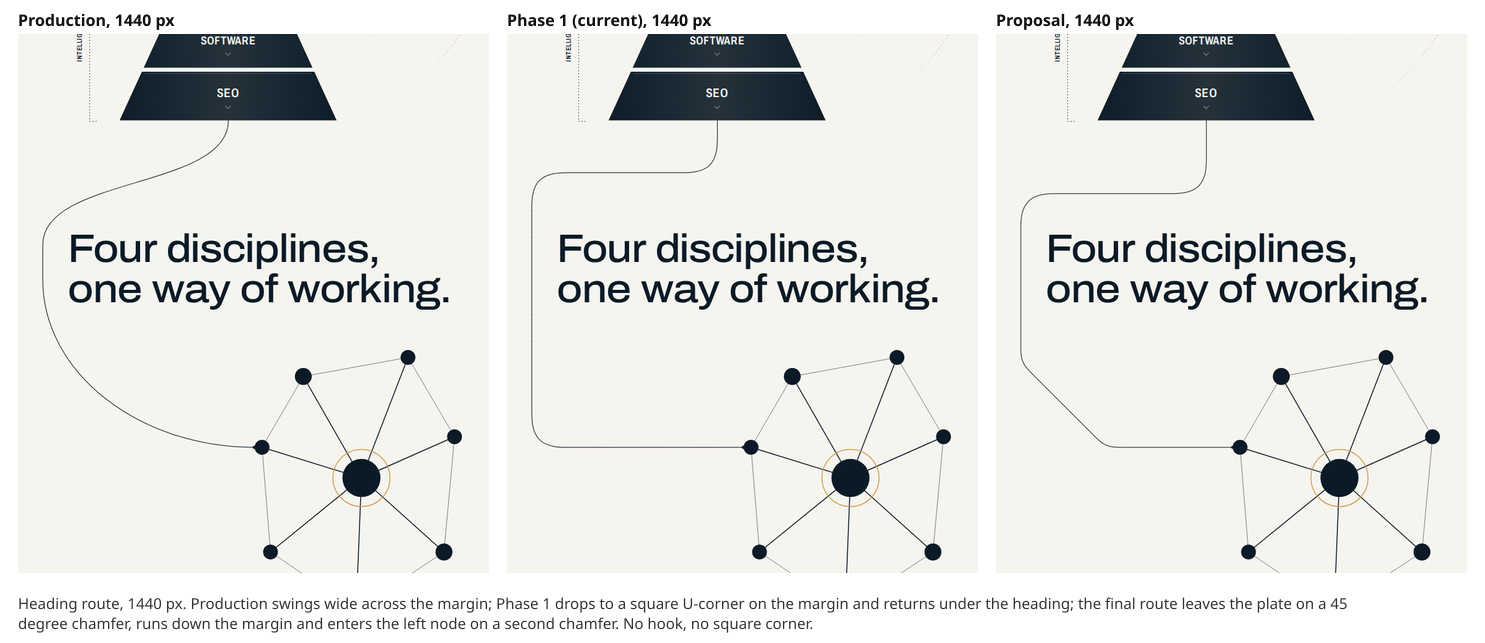 Production, 1440 px
Phase 1 (current), 1440 px
Proposal, 1440 px
SOFTWARE
SEO
Four disciplines,
one way of working.
SOFTWARE
SEO
Four disciplines,
one way of working.
SOFTWARE
SEO
Four disciplines,
one way of working.
Heading route, 1440 px. Production swings wide across the margin; Phase 1 drops to a square U-corner on the margin and returns under the heading; the final route leaves the plate on a 45
degree chamfer, runs down the margin and enters the left node on a second chamfer. No hook, no square corner.